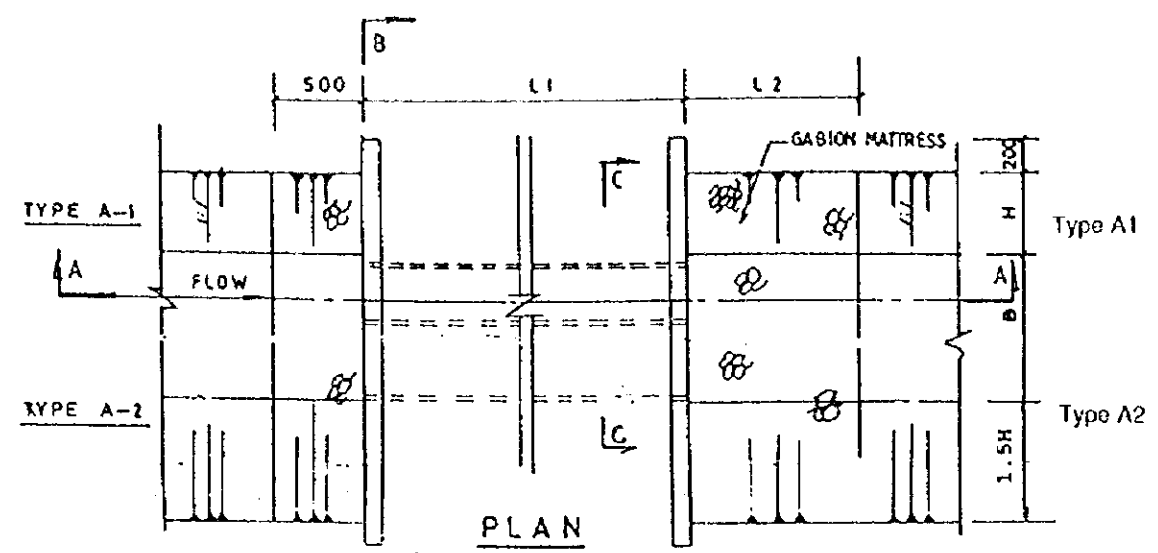 B
500
L1
L2
GABION MATTRESS
200
C
TYPE A-1
H
Type A1
A
FLOW
A
B
TYPE A-2
C
Type A2
1.5H
PLAN